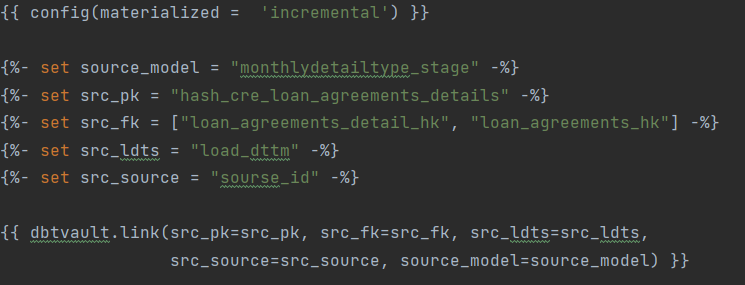 {{ config(materialized =  'incremental') }}
{%- set source_model = "monthlydetailtype_stage" -%}
{%- set src_pk = "hash_cre_loan_agreements_details" -%}
{%- set src_fk = ["loan_agreements_detail_hk", "loan_agreements_hk"] -%}
{%- set src_ldts = "load_dttm" -%}
{%- set src_source = "sourse_id" -%}
{{ dbtvault.link(src_pk=src_pk, src_fk=src_fk, src_ldts=src_ldts,
src_source=src_source, source_model=source_model) }}